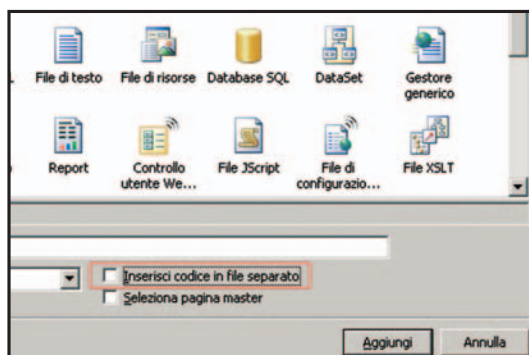 File di testo
File di risorse
Database SQL
DataSet
Gestore
generico
Report
Controllo
utente We...
File JScript
File di
configurazio...
File XSLT
Inserisci codice in file separato
Seleziona pagina master
Aggiungi
Annulla